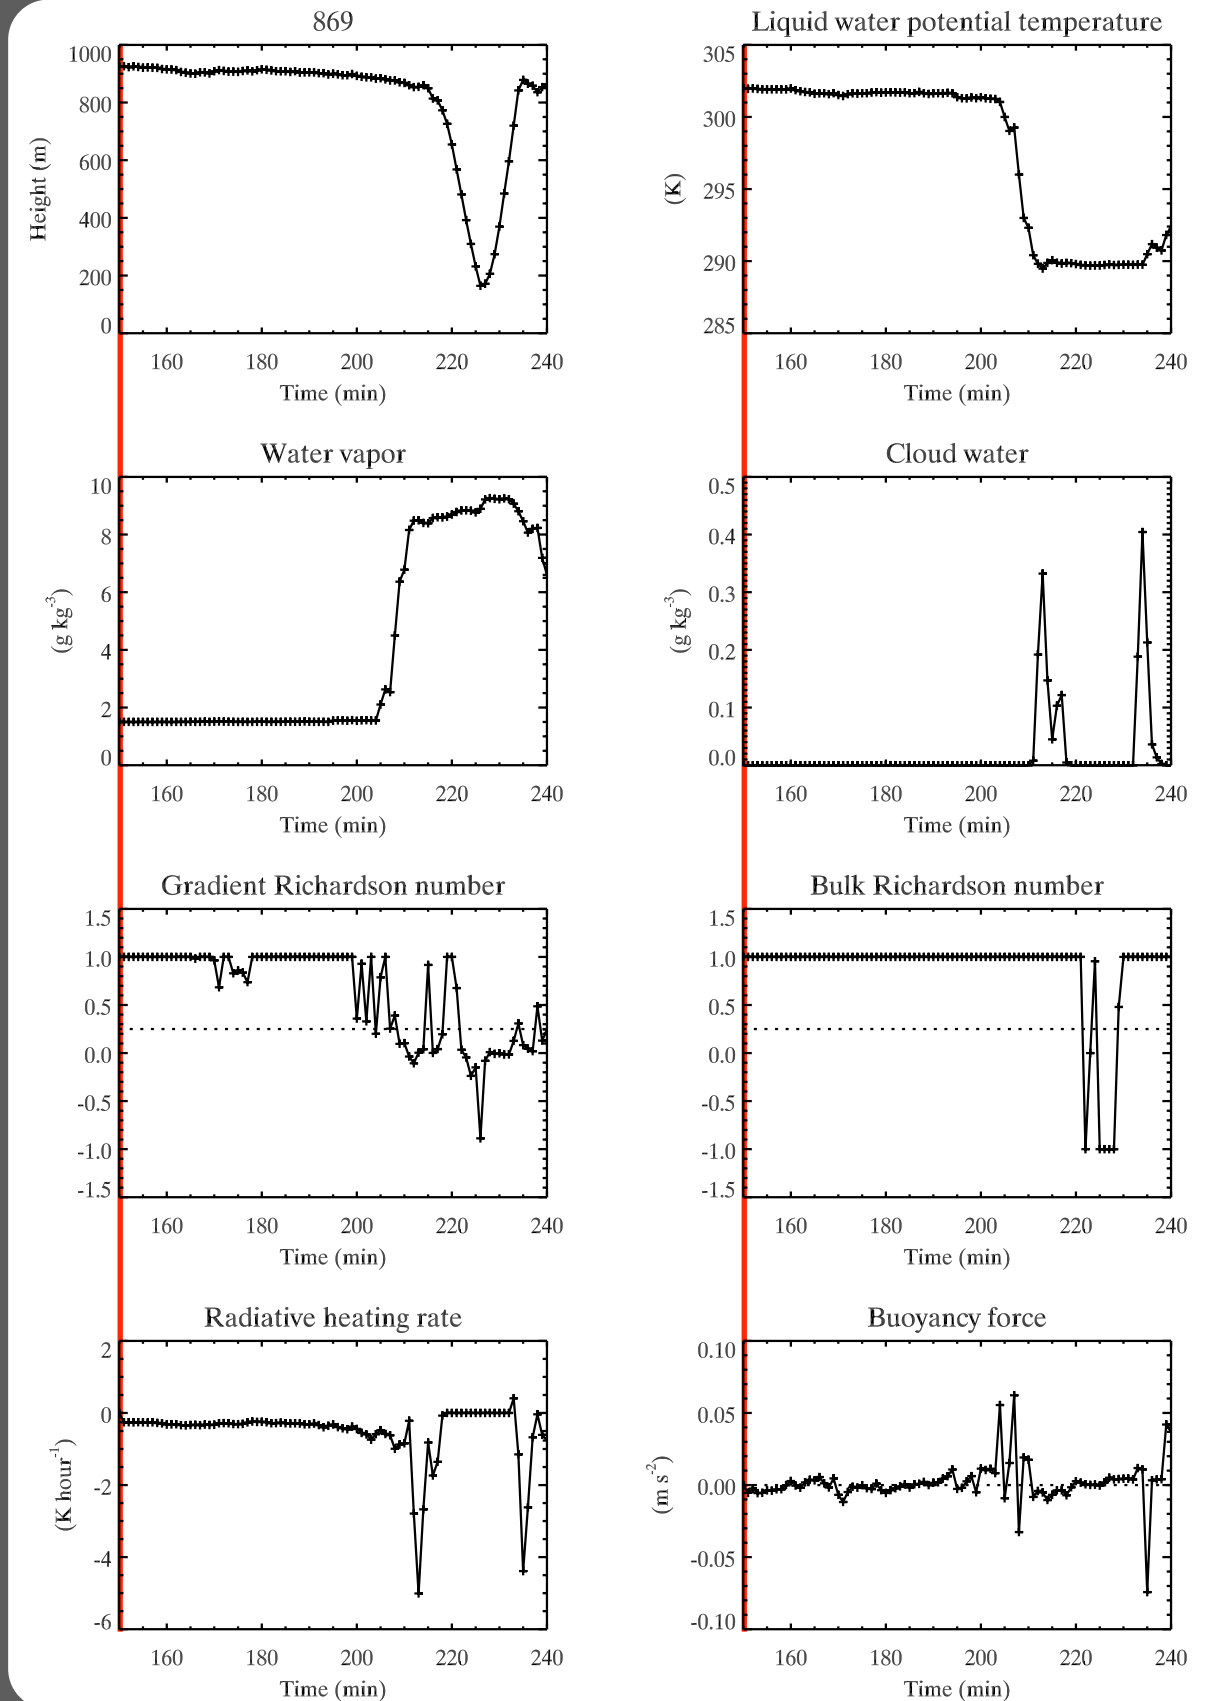 869
Liquid water potential temperature
1000
800
600
400
200
0
Height (m)
160 180 200 220 240
Time (min)
305
300
295
290
285
(K)
160 180 200 220 240
Time (min)
Water vapor
Cloud water
10
8
6
4
2
0
(g kg-3)
160 180 200 220 240
Time (min)
0.5
0.4
0.3
0.2
0.1
0.0
(g kg-3)
160 180 200 220 240
Time (min)
Gradient Richardson number
Bulk Richardson number
1.5
1.0
0.5
0.0
-0.5
-1.0
-1.5
160 180 200 220 240
Time (min)
1.5
1.0
0.5
0.0
-0.5
-1.0
-1.5
160 180 200 220 240
Time (min)
Radiative heating rate
Buoyancy force
2
0
-2
-4
-6
(K hour-1)
160 180 200 220 240
Time (min)
0.10
0.05
0.00
-0.05
-0.10
(m s-2)
160 180 200 220 240
Time (min)